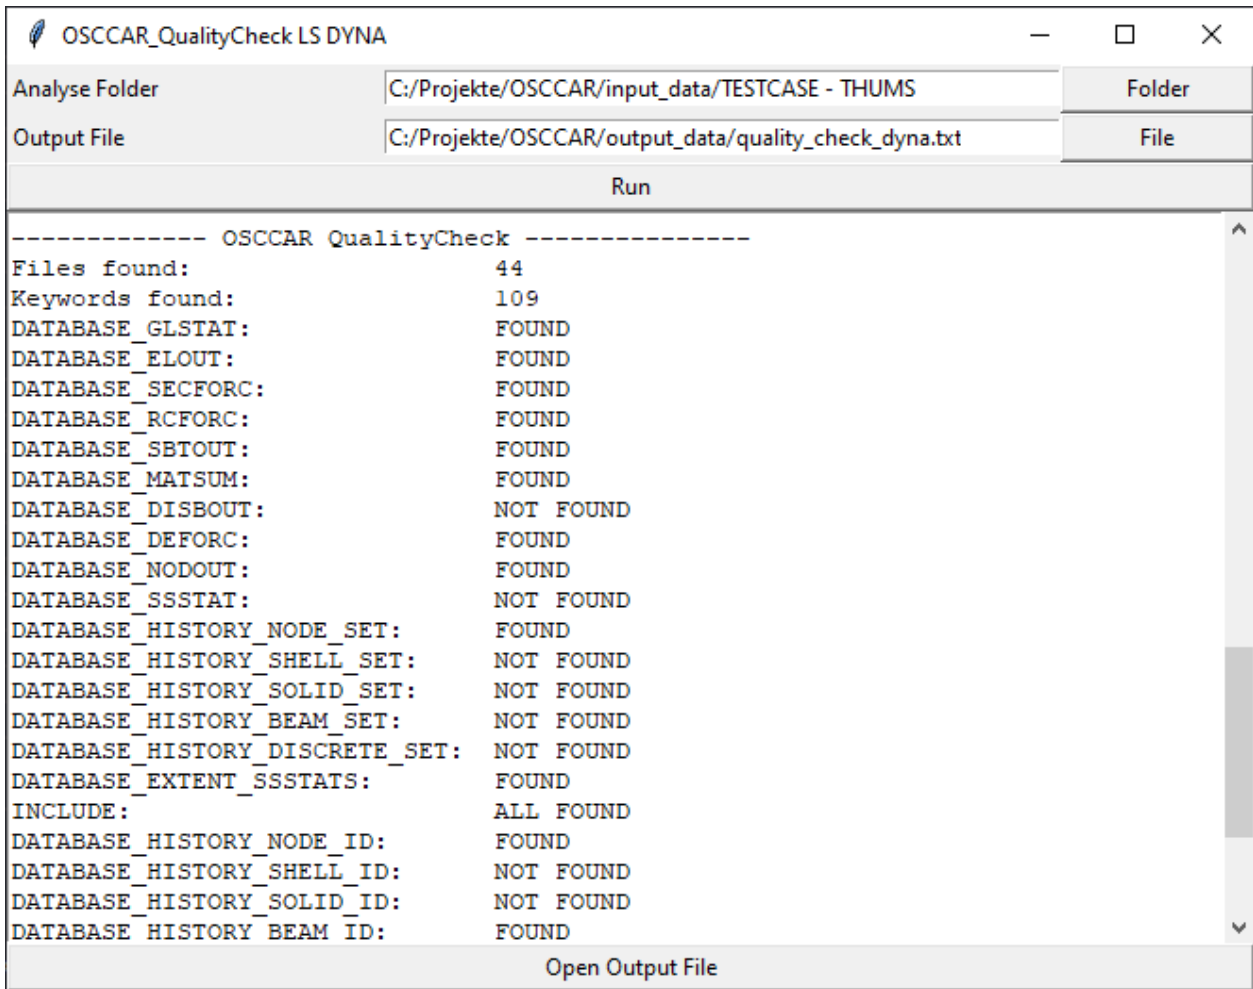 OSCCAR_QualityCheck LS DYNA
Analyse Folder C:/Projekte/OSCCAR/input_data/TESTCASE - THUMS Folder
Output File C:/Projekte/OSCCAR/output_data/quality_check_dyna.txt File
Run
------------- OSCCAR QualityCheck ---------------
Files found: 44
Keywords found: 109
DATABASE_GLSTAT: FOUND
DATABASE_ELOUT: FOUND
DATABASE_SECFORC: FOUND
DATABASE_RCFORC: FOUND
DATABASE_SBTOUT: FOUND
DATABASE_MATSUM: FOUND
DATABASE_DISBOUT: NOT FOUND
DATABASE_DEFORC: FOUND
DATABASE_NODOUT: FOUND
DATABASE_SSSTAT: NOT FOUND
DATABASE_HISTORY_NODE_SET: FOUND
DATABASE_HISTORY_SHELL_SET: NOT FOUND
DATABASE_HISTORY_SOLID_SET: NOT FOUND
DATABASE_HISTORY_BEAM_SET: NOT FOUND
DATABASE_HISTORY_DISCRETE_SET: NOT FOUND
DATABASE_EXTENT_SSSTATS: FOUND
INCLUDE: ALL FOUND
DATABASE_HISTORY_NODE_ID: FOUND
DATABASE_HISTORY_SHELL_ID: NOT FOUND
DATABASE_HISTORY_SOLID_ID: NOT FOUND
DATABASE_HISTORY_BEAM_ID: FOUND
Open Output File